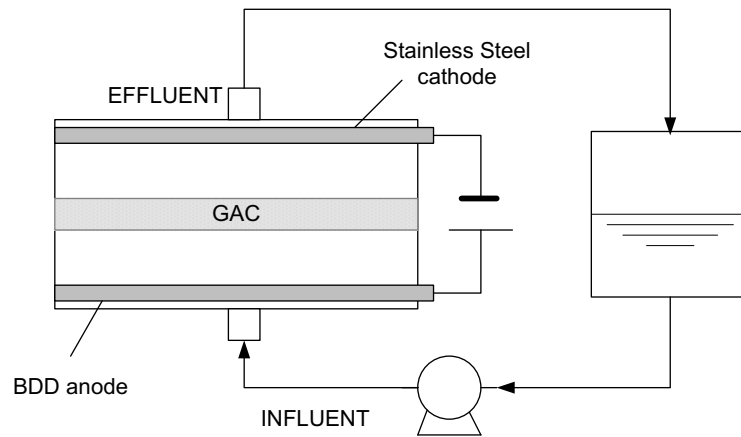 Stainless Steel
cathode
EFFLUENT
GAC
BDD anode
INFLUENT